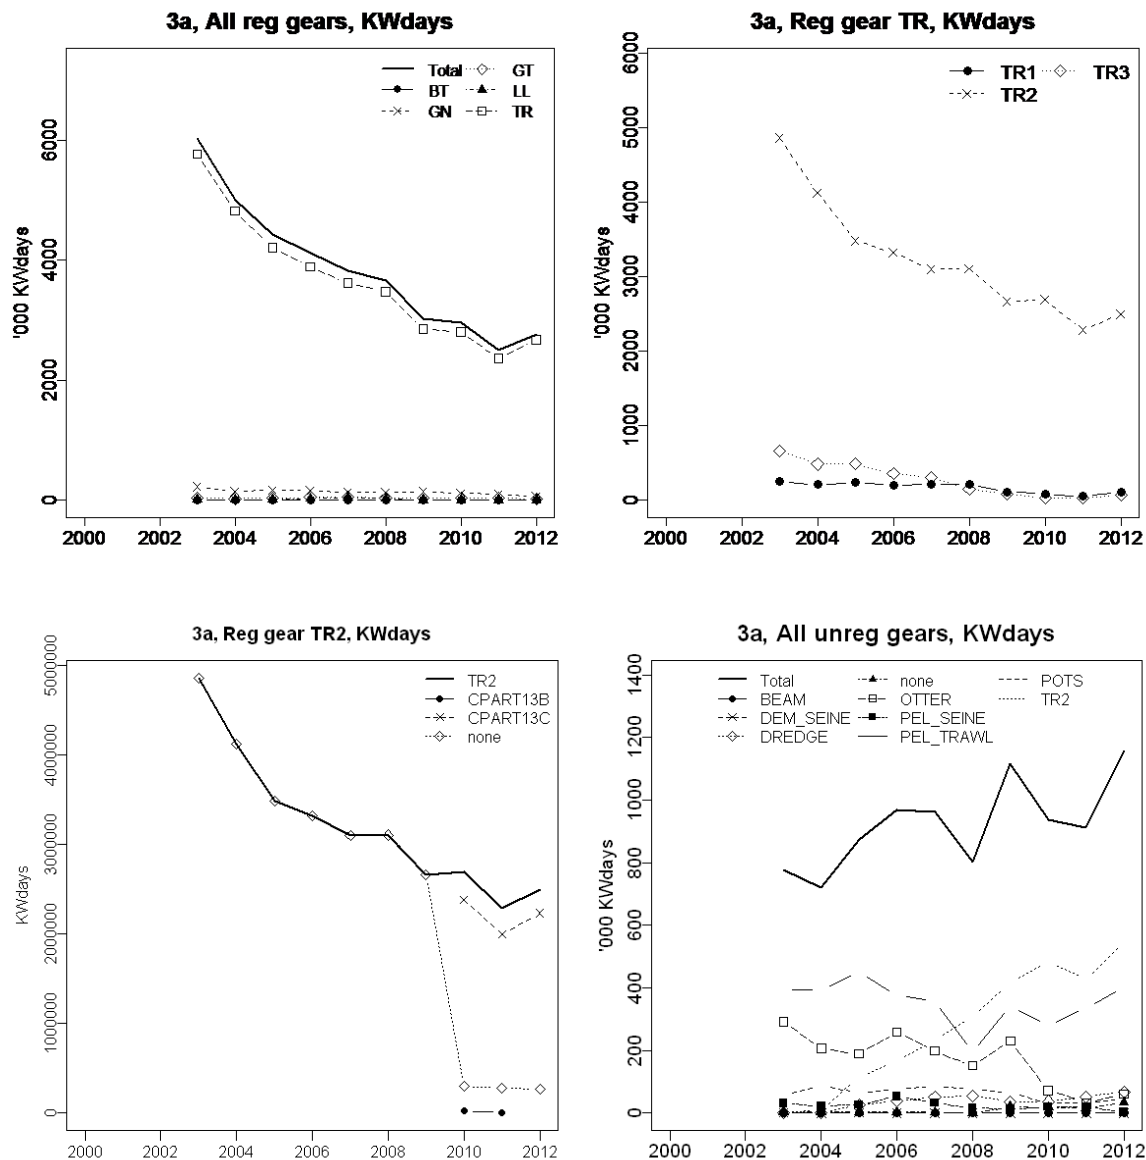 3a, All reg gears, KWdays
Total GT
BT LL
GN TR
'000 KWdays
6000
4000
2000
0
2000 2002 2004 2006 2008 2010 2012
3a, Reg gear TR, KWdays
TR1 TR3
TR2
'000 KWdays
6000
5000
4000
3000
2000
1000
0
2000 2002 2004 2006 2008 2010 2012
3a, Reg gear TR2, KWdays
TR2
CPART13B
CPART13C
none
KWdays
5000000
4000000
3000000
2000000
1000000
0
2000 2002 2004 2006 2008 2010 2012
3a, All unreg gears, KWdays
Total none POTS
BEAM OTTER TR2
DEM_SEINE PEL_SEINE
DREDGE PEL_TRAWL
'000 KWdays
1400
1200
1000
800
600
400
200
0
2000 2002 2004 2006 2008 2010 2012